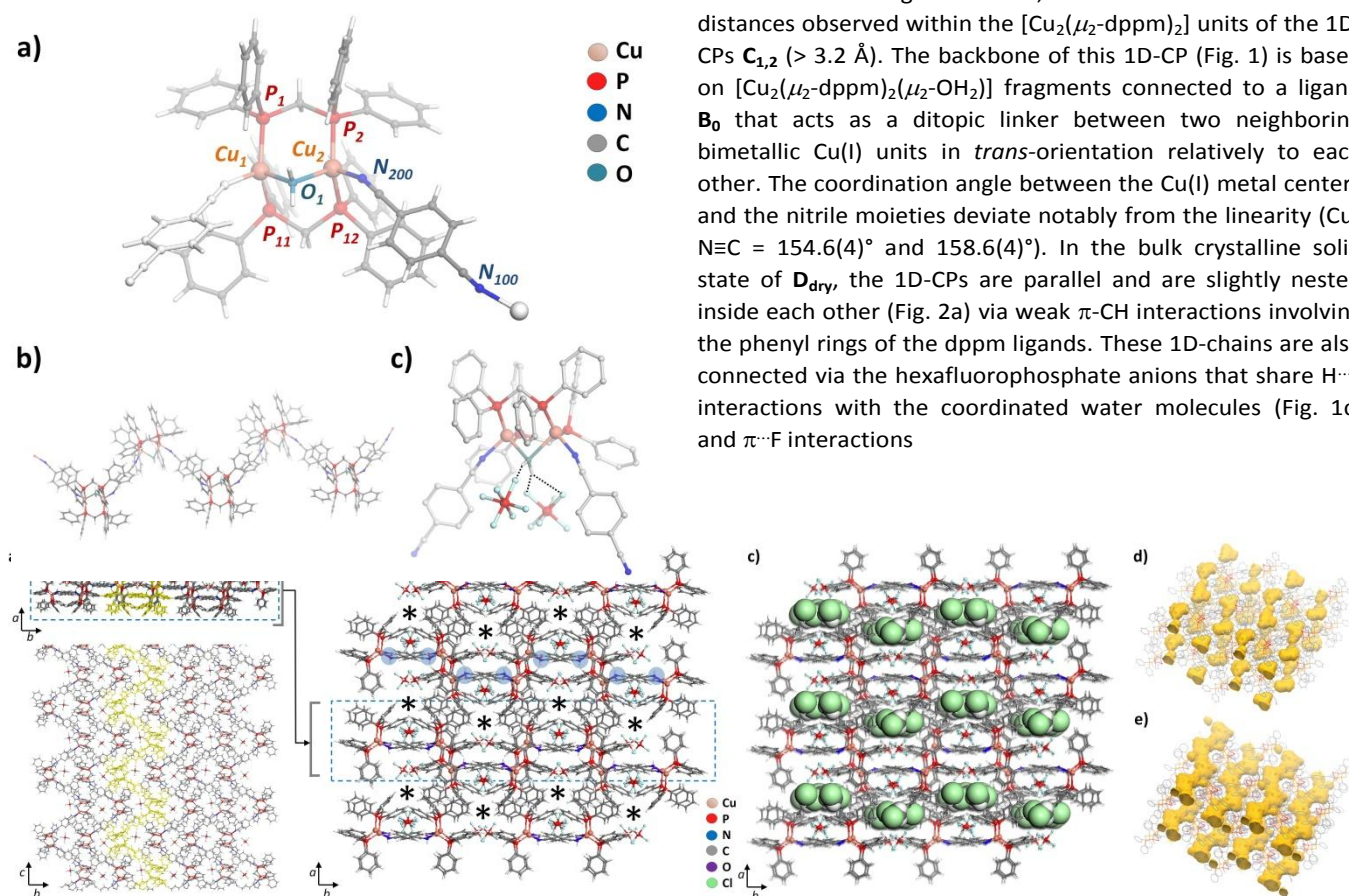 a)
Cu
P
N
C
O
P₁
P₂
Cu₁
Cu₂
N₂₀₀
O₁
P₁₁
P₁₂
N₁₀₀
distances observed within the [Cu₂(μ₂-dppm)₂] units of the 1D
CPs C₁,₂ (> 3.2 Å). The backbone of this 1D-CP (Fig. 1) is base
on [Cu₂(μ₂-dppm)₂(μ₂-OH₂)] fragments connected to a ligan
B₀ that acts as a ditopic linker between two neighborin
bimetallic Cu(I) units in trans-orientation relatively to eac
other. The coordination angle between the Cu(I) metal center
and the nitrile moieties deviate notably from the linearity (Cu
N≡C = 154.6(4)° and 158.6(4)°). In the bulk crystalline soli
state of D_dry, the 1D-CPs are parallel and are slightly neste
inside each other (Fig. 2a) via weak π-CH interactions involvin
the phenyl rings of the dppm ligands. These 1D-chains are als
connected via the hexafluorophosphate anions that share H···
interactions with the coordinated water molecules (Fig. 1c
and π···F interactions
b)
c)
a
b
c
b
* * * *
* * * *
* * * *
a
b
Cu
P
N
C
O
Cl
c)
a
b
d)
e)